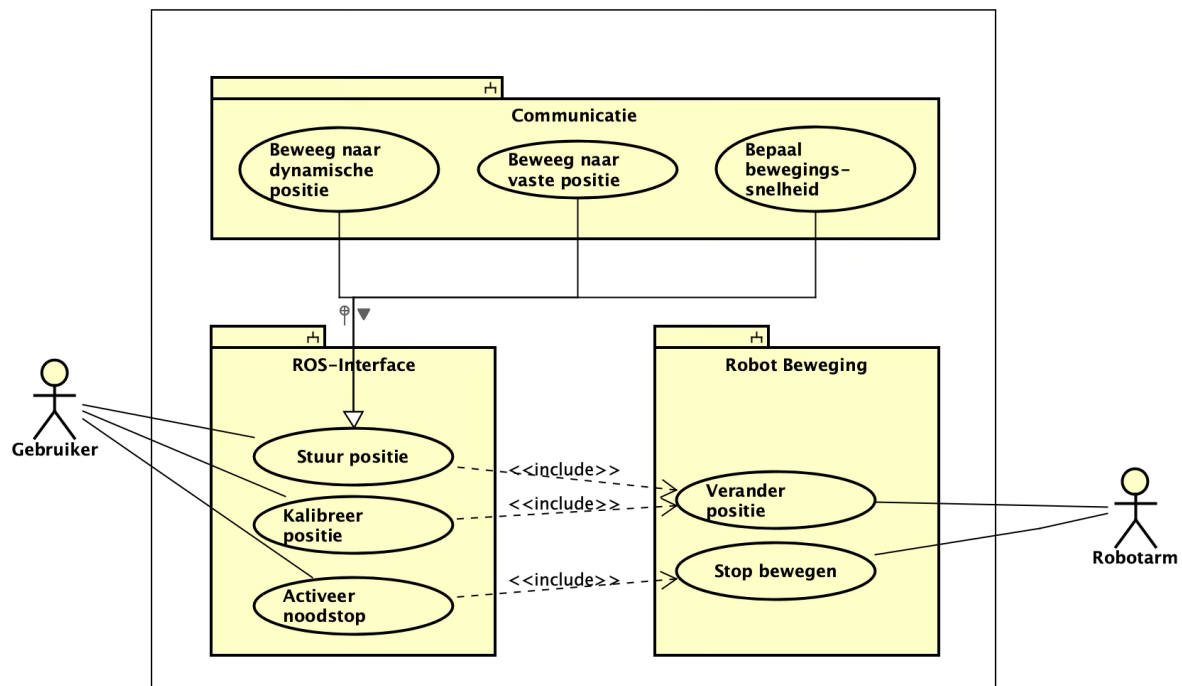 Communicatie
Beweeg naar
dynamische
positie
Beweeg naar
vaste positie
Bepaal
bewegings-
snelheid
ROS-Interface
Robot Beweging
Gebruiker
Stuur positie
<<include>>
Verander
positie
Kalibreer
positie
<<include>>
Robotarm
Activeer
noodstop
<<include>>
Stop bewegen